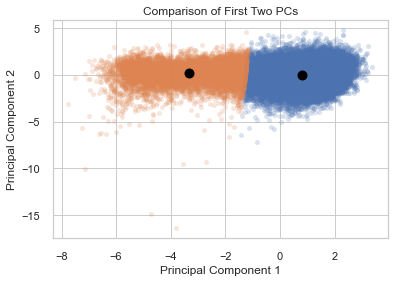 Comparison of First Two PCs
Principal Component 2
5
0
−5
−10
−15
−8 −6 −4 −2 0 2
Principal Component 1